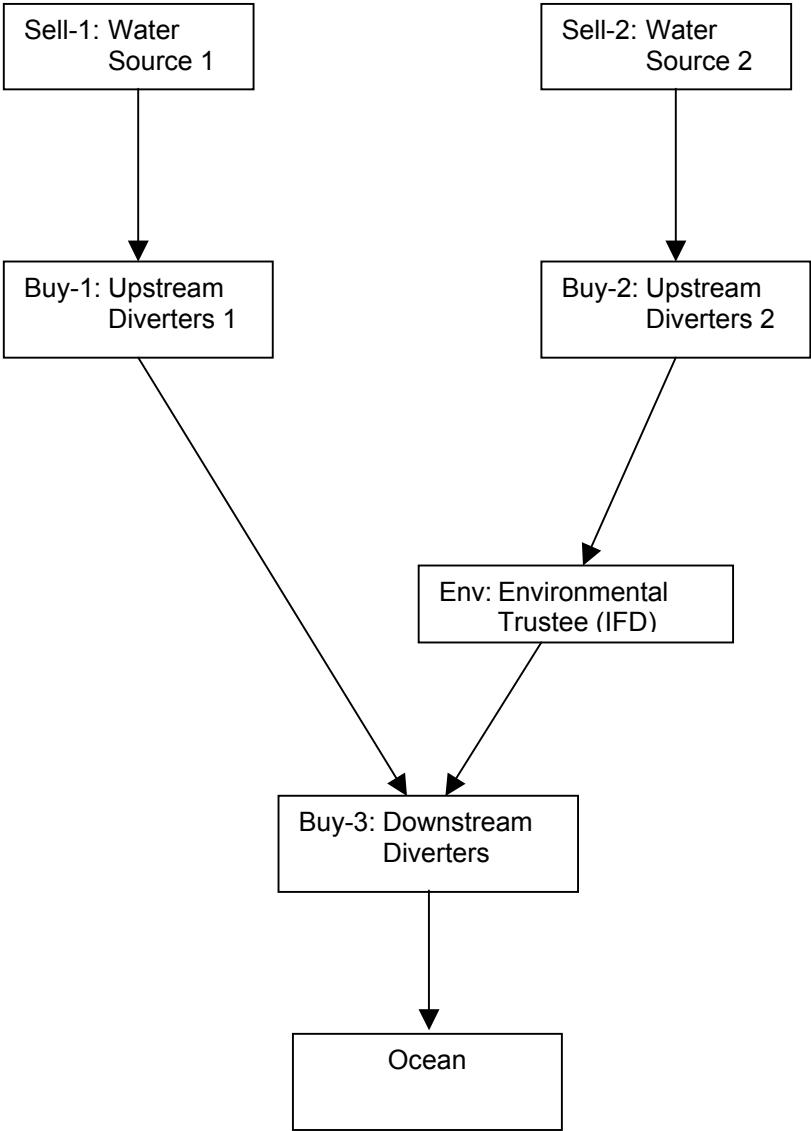 Sell-1: Water
Source 1
Sell-2: Water
Source 2
Buy-1: Upstream
Diverters 1
Buy-2: Upstream
Diverters 2
Env: Environmental
Trustee (IFD)
Buy-3: Downstream
Diverters
Ocean